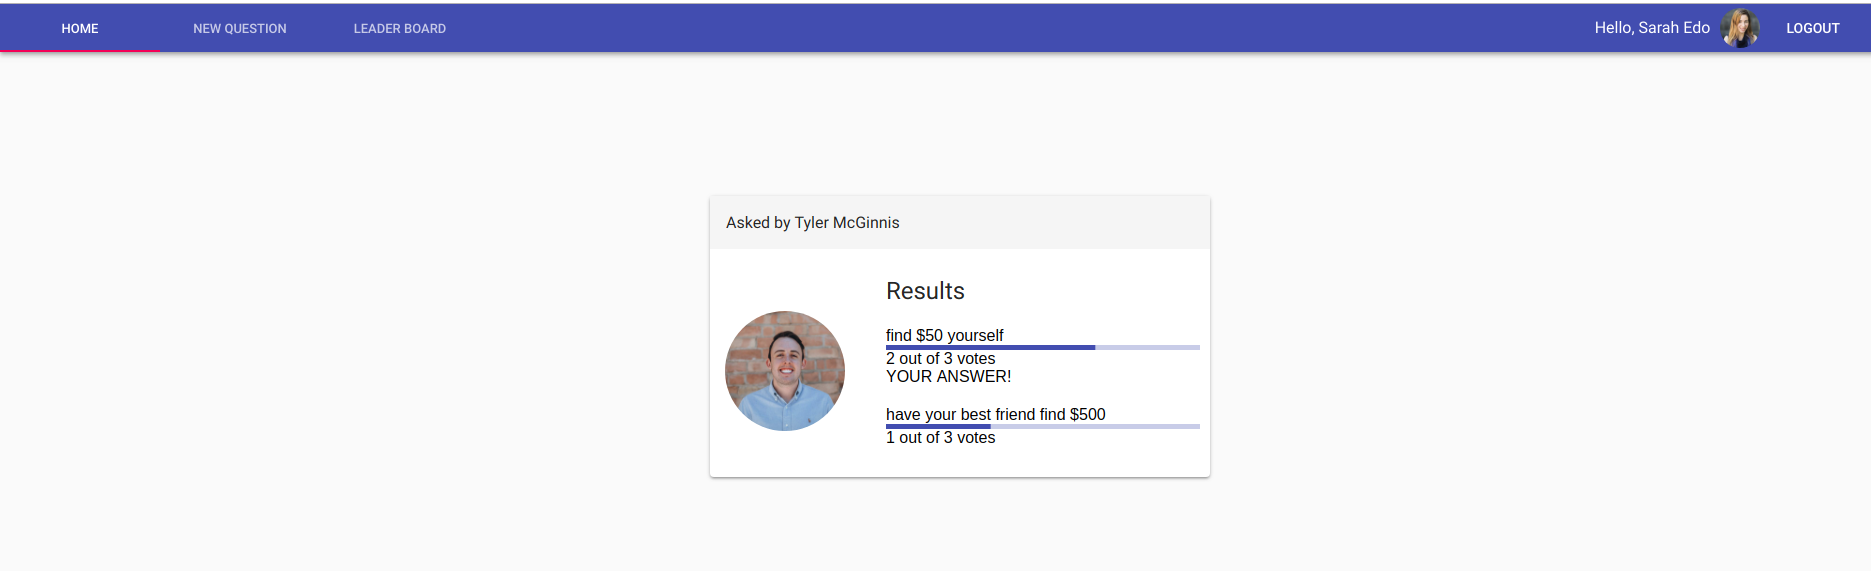 HOME NEW QUESTION LEADER BOARD Hello, Sarah Edo LOGOUT
Asked by Tyler McGinnis
Results
find $50 yourself
2 out of 3 votes
YOUR ANSWER!
have your best friend find $500
1 out of 3 votes